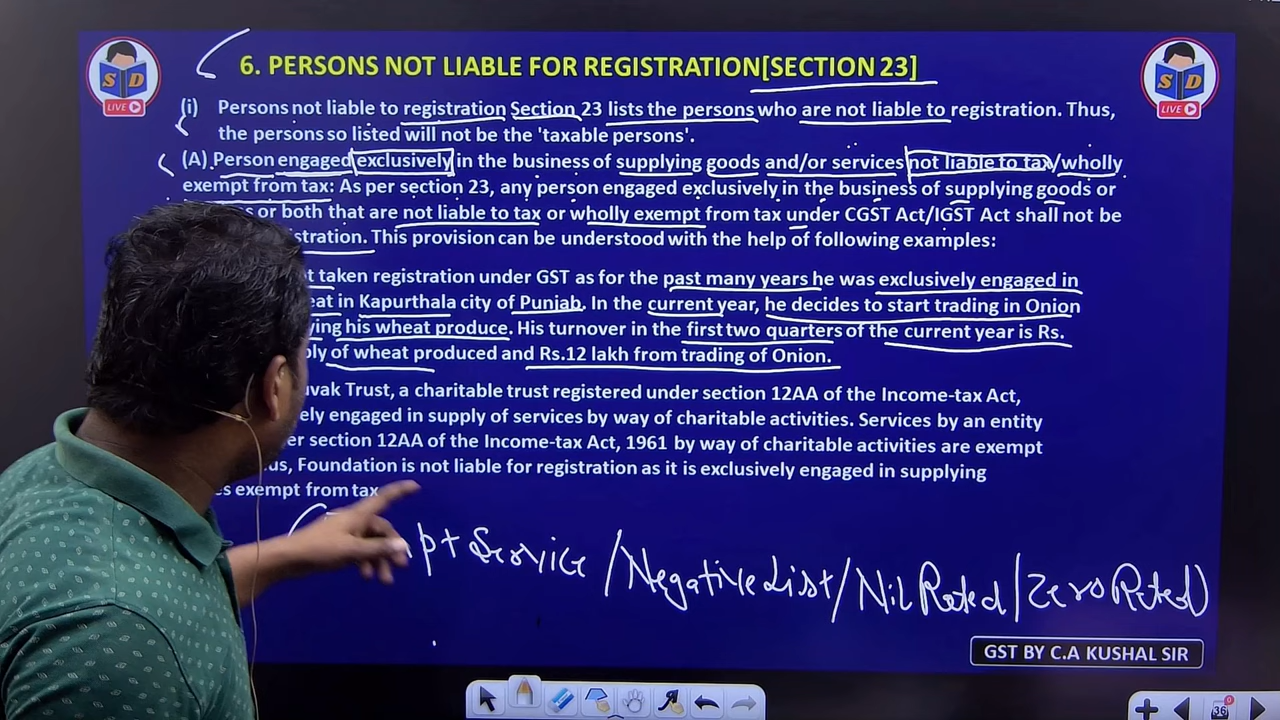 6. PERSONS NOT LIABLE FOR REGISTRATION[SECTION 23]
S D
LIVE
S D
LIVE
(i) Persons not liable to registration Section 23 lists the persons who are not liable to registration. Thus,
the persons so listed will not be the 'taxable persons'.
(A) Person engaged exclusively in the business of supplying goods and/or services not liable to tax/wholly
exempt from tax: As per section 23, any person engaged exclusively in the business of supplying goods or
or both that are not liable to tax or wholly exempt from tax under CGST Act/IGST Act shall not be
This provision can be understood with the help of following examples:
taken registration under GST as for the past many years he was exclusively engaged in
in Kapurthala city of Punjab. In the current year, he decides to start trading in Onion
his wheat produce. His turnover in the first two quarters of the current year is Rs.
of wheat produced and Rs.12 lakh from trading of Onion.
Trust, a charitable trust registered under section 12AA of the Income-tax Act,
engaged in supply of services by way of charitable activities. Services by an entity
section 12AA of the Income-tax Act, 1961 by way of charitable activities are exempt
Foundation is not liable for registration as it is exclusively engaged in supplying
exempt from tax
Service / Negative List / Nil Rated / Zero Rated)
GST BY C.A KUSHAL SIR
36